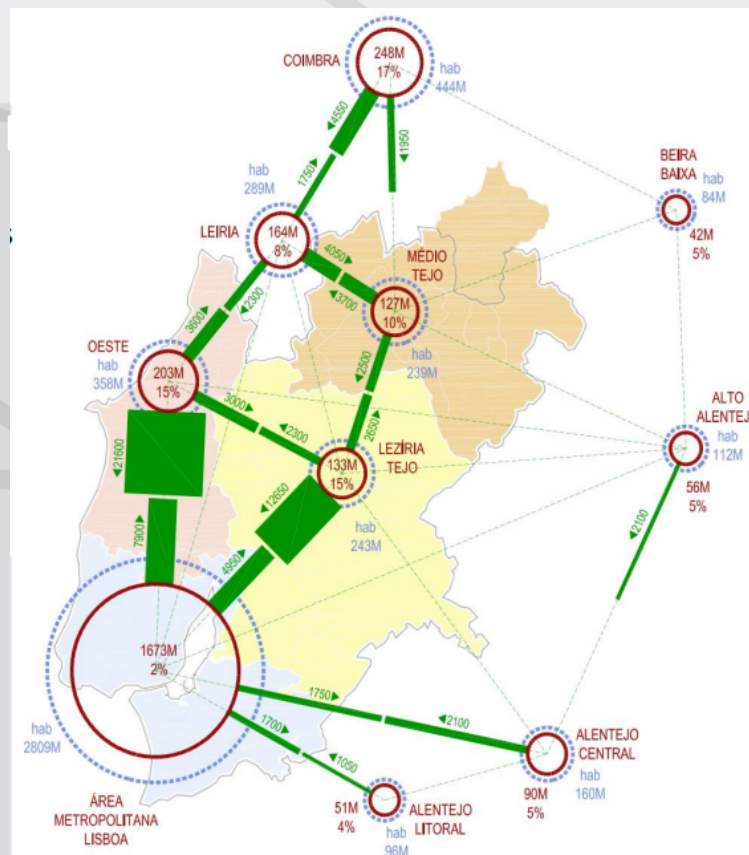 COIMBRA
248M
17%
hab
444M
◄4550
1750►
◄1950
hab
289M
BEIRA
BAIXA
hab
84M
42M
5%
LEIRIA
164M
8%
4050►
◄3700
MÉDIO
TEJO
127M
10%
hab
239M
3600►
◄2300
OESTE
hab
358M
203M
15%
◄2500
2650►
3000►
◄2300
ALTO
ALENTEJ
hab
112M
56M
5%
LEZÍRIA
TEJO
133M
15%
hab
243M
◄21600
7900►
◄12650
4950►
◄2100
1673M
2%
hab
2809M
1750►
◄2100
1700►
◄1050
ALENTEJO
CENTRAL
hab
160M
90M
5%
ÁREA
METROPOLITANA
LISBOA
51M
4%
ALENTEJO
LITORAL
hab
96M